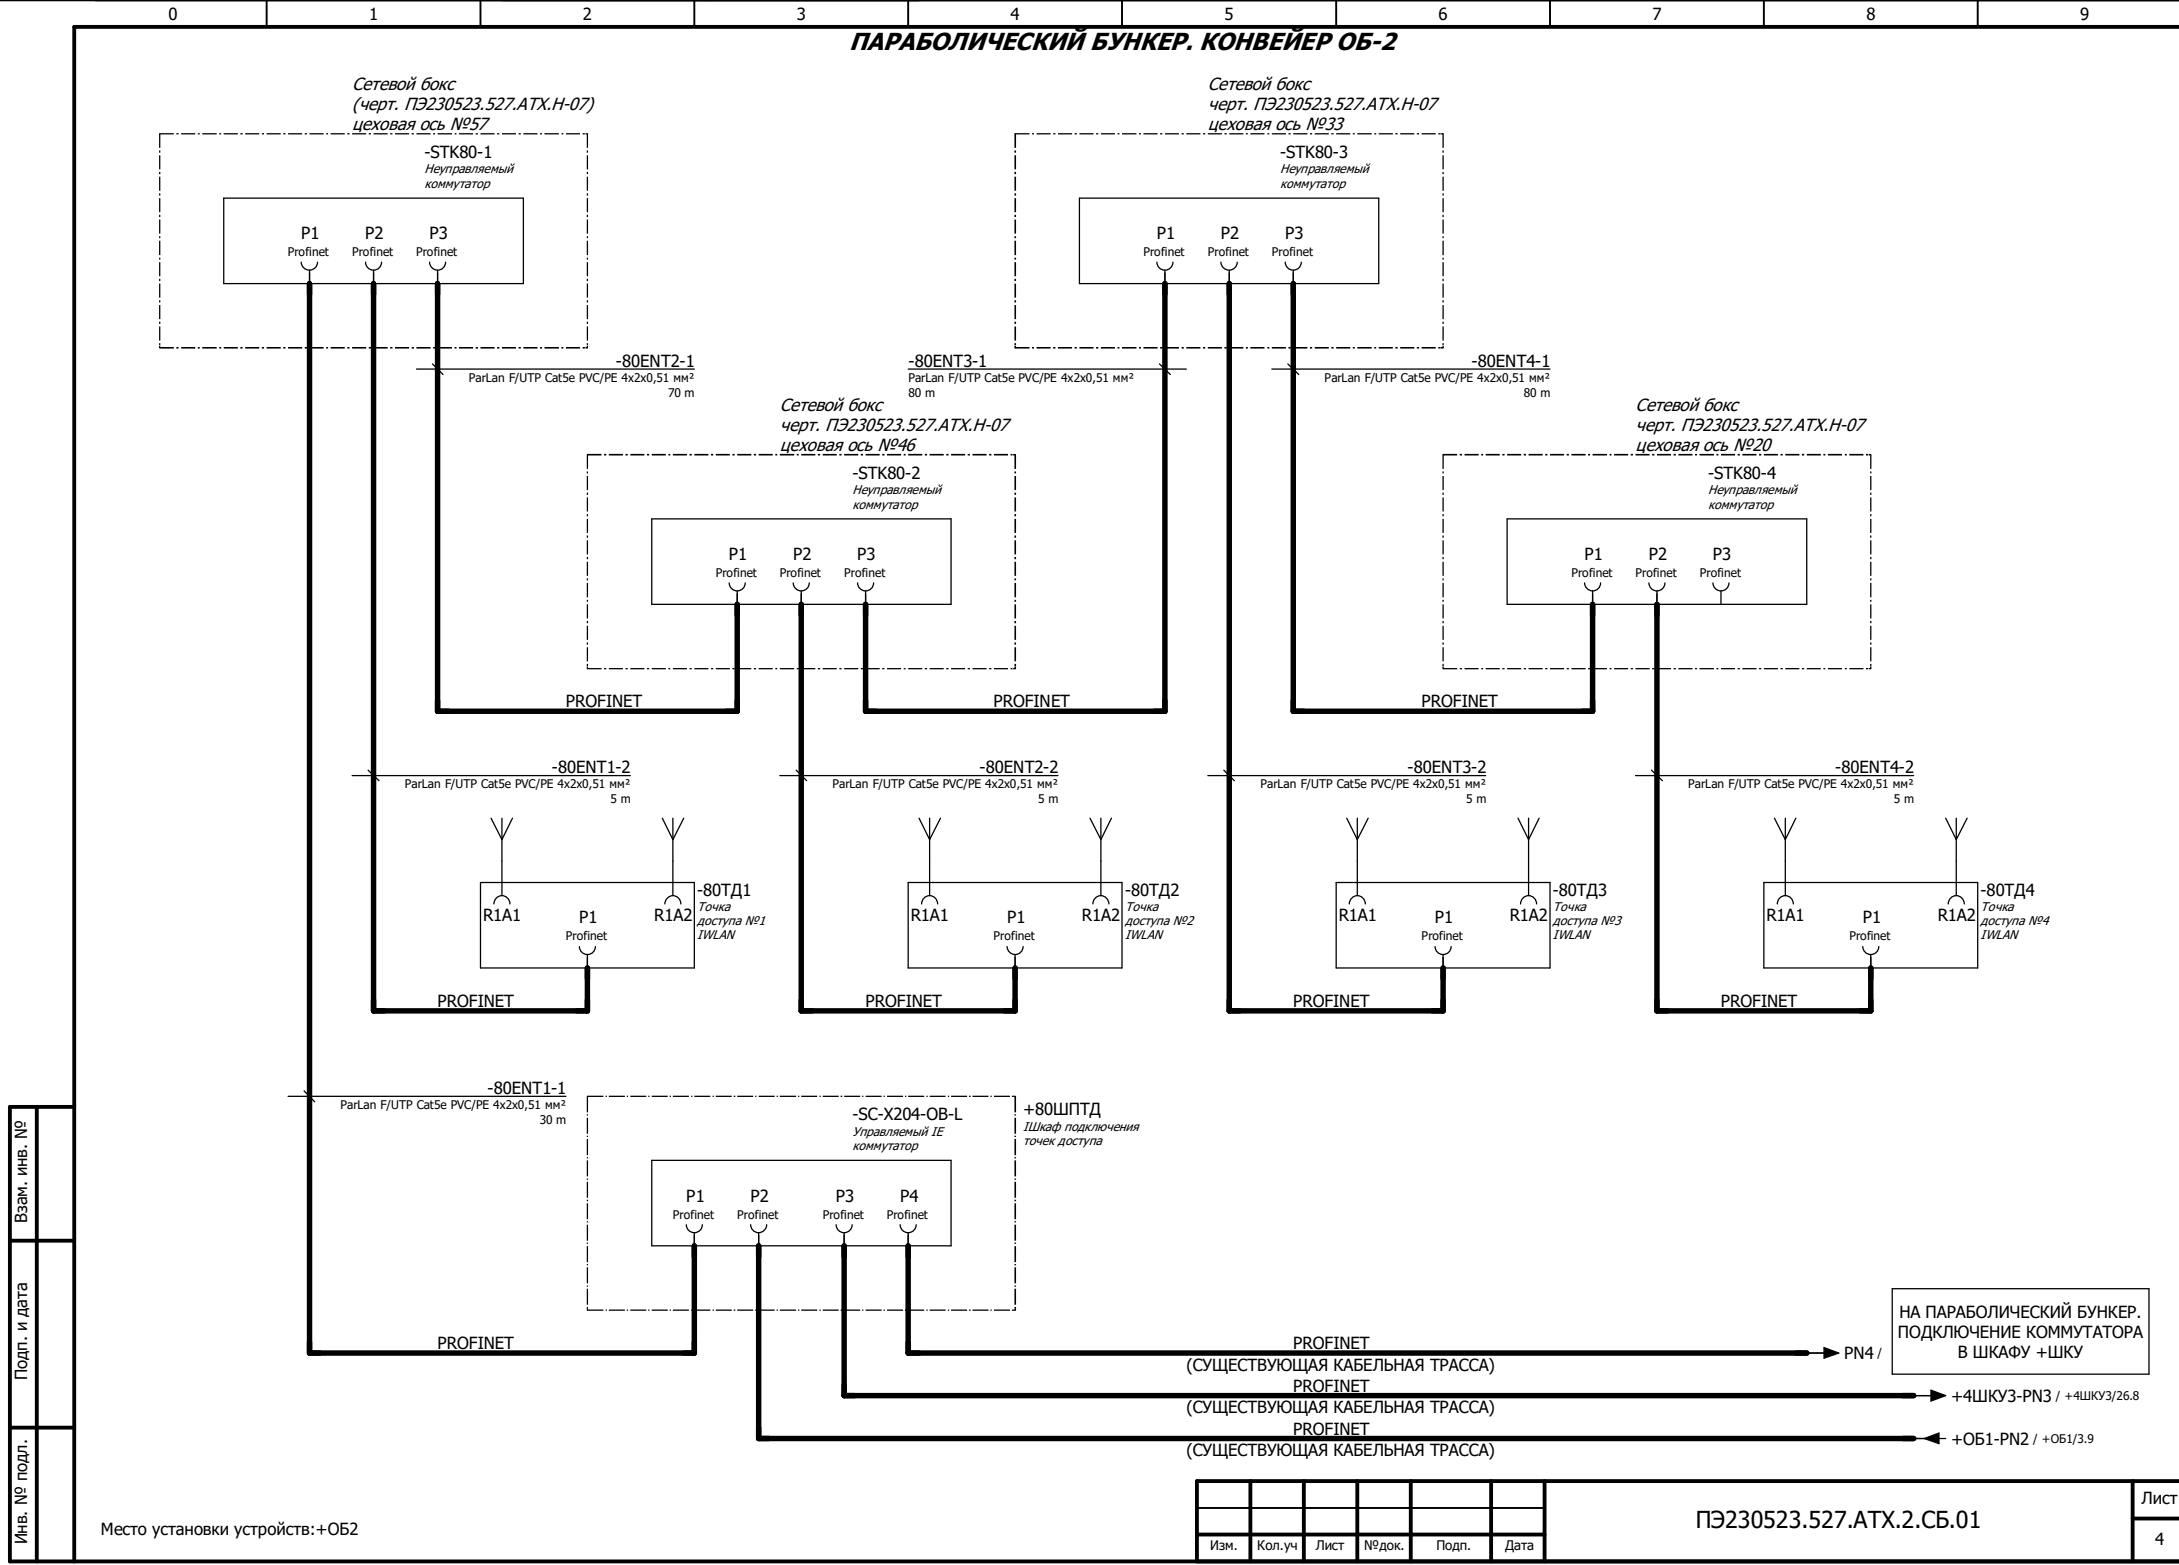 0 1 2 3 4 5 6 7 8 9
ПАРАБОЛИЧЕСКИЙ БУНКЕР. КОНВЕЙЕР ОБ-2
Сетевой бокс
(черт. ПЭ230523.527.АТХ.Н-07)
цеховая ось №57
-STK80-1
Неуправляемый
коммутатор
P1 P2 P3
Profinet Profinet Profinet
Сетевой бокс
черт. ПЭ230523.527.АТХ.Н-07
цеховая ось №33
-STK80-3
Неуправляемый
коммутатор
P1 P2 P3
Profinet Profinet Profinet
-80ENT2-1
ParLan F/UTP Cat5e PVC/PE 4x2x0,51 мм²
70 m
-80ENT3-1
ParLan F/UTP Cat5e PVC/PE 4x2x0,51 мм²
80 m
-80ENT4-1
ParLan F/UTP Cat5e PVC/PE 4x2x0,51 мм²
80 m
Сетевой бокс
черт. ПЭ230523.527.АТХ.Н-07
цеховая ось №46
-STK80-2
Неуправляемый
коммутатор
P1 P2 P3
Profinet Profinet Profinet
Сетевой бокс
черт. ПЭ230523.527.АТХ.Н-07
цеховая ось №20
-STK80-4
Неуправляемый
коммутатор
P1 P2 P3
Profinet Profinet Profinet
PROFINET PROFINET PROFINET
-80ENT1-2
ParLan F/UTP Cat5e PVC/PE 4x2x0,51 мм²
5 m
-80ENT2-2
ParLan F/UTP Cat5e PVC/PE 4x2x0,51 мм²
5 m
-80ENT3-2
ParLan F/UTP Cat5e PVC/PE 4x2x0,51 мм²
5 m
-80ENT4-2
ParLan F/UTP Cat5e PVC/PE 4x2x0,51 мм²
5 m
R1A1 P1 R1A2
Profinet
-80ТД1
Точка
доступа №1
IWLAN
R1A1 P1 R1A2
Profinet
-80ТД2
Точка
доступа №2
IWLAN
R1A1 P1 R1A2
Profinet
-80ТД3
Точка
доступа №3
IWLAN
R1A1 P1 R1A2
Profinet
-80ТД4
Точка
доступа №4
IWLAN
PROFINET PROFINET PROFINET PROFINET
-80ENT1-1
ParLan F/UTP Cat5e PVC/PE 4x2x0,51 мм²
30 m
-SC-X204-OB-L
Управляемый IE
коммутатор
+80ШПТД
IШкаф подключения
точек доступа
P1 P2 P3 P4
Profinet Profinet Profinet Profinet
PROFINET
PROFINET
(СУЩЕСТВУЮЩАЯ КАБЕЛЬНАЯ ТРАССА)
PN4 /
НА ПАРАБОЛИЧЕСКИЙ БУНКЕР.
ПОДКЛЮЧЕНИЕ КОММУТАТОРА
В ШКАФУ +ШКУ
PROFINET
(СУЩЕСТВУЮЩАЯ КАБЕЛЬНАЯ ТРАССА)
+4ШКУ3-PN3 / +4ШКУ3/26.8
PROFINET
(СУЩЕСТВУЮЩАЯ КАБЕЛЬНАЯ ТРАССА)
+ОБ1-PN2 / +ОБ1/3.9
Взам. инв. №
Подп. и дата
Инв. № подл.
Место установки устройств:+ОБ2
Изм. Кол.уч Лист №док. Подп. Дата
ПЭ230523.527.АТХ.2.СБ.01
Лист
4